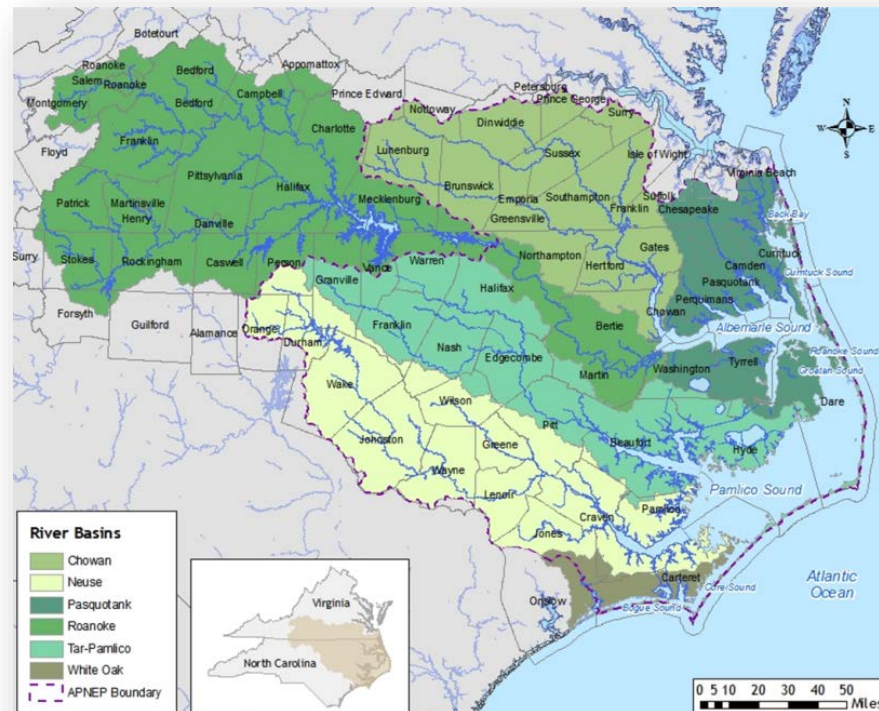 Botetourt
Roanoke
Salem
Roanoke
Bedford
Bedford
Appomattox
Campbell
Prince Edward
Montgomery
Charlotte
Floyd
Franklin
Pittsylvania
Halifax
Patrick
Martinsville
Henry
Danville
Mecklenburg
Surry
Stokes
Rockingham
Caswell
Person
Vance
Forsyth
Guilford
Alamance
Petersburg
Prince George
Nottoway
Dinwiddie
Surry
Lunenburg
Sussex
Isle of Wight
Brunswick
Emporia
Southampton
Suffolk
Greensville
Franklin
Virginia Beach
Chesapeake
Back Bay
Gates
Currituck
Camden
Currituck Sound
Northampton
Hertford
Pasquotank
Perquimans
Chowan
Albemarle Sound
Granville
Warren
Halifax
Bertie
Orange
Durham
Franklin
Nash
Edgecombe
Martin
Washington
Tyrrell
Roanoke Sound
Croatan Sound
Dare
Wake
Wilson
Pitt
Beaufort
Hyde
Johnston
Greene
Wayne
Pamlico Sound
Lenoir
Craven
Pamlico
Jones
Carteret
Core Sound
Onslow
Bogue Sound
Atlantic
Ocean
N
W
E
S
River Basins
Chowan
Neuse
Pasquotank
Roanoke
Tar-Pamlico
White Oak
APNEP Boundary
Virginia
North Carolina
0 5 10 20 30 40 50
Miles